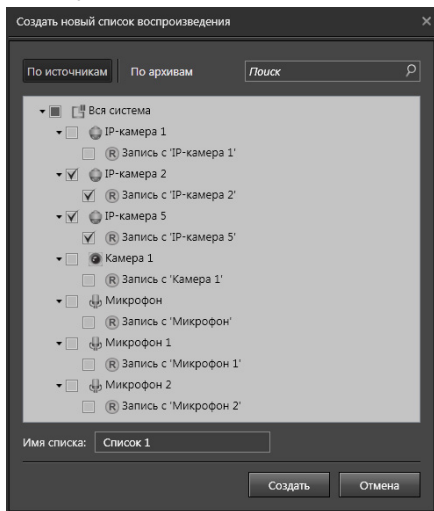 Создать новый список воспроизведения
По источникам По архивам Поиск
Вся система
IP-камера 1
R Запись с 'IP-камера 1'
IP-камера 2
R Запись с 'IP-камера 2'
IP-камера 5
R Запись с 'IP-камера 5'
Камера 1
R Запись с 'Камера 1'
Микрофон
R Запись с 'Микрофон'
Микрофон 1
R Запись с 'Микрофон 1'
Микрофон 2
R Запись с 'Микрофон 2'
Имя списка: Список 1
Создать Отмена